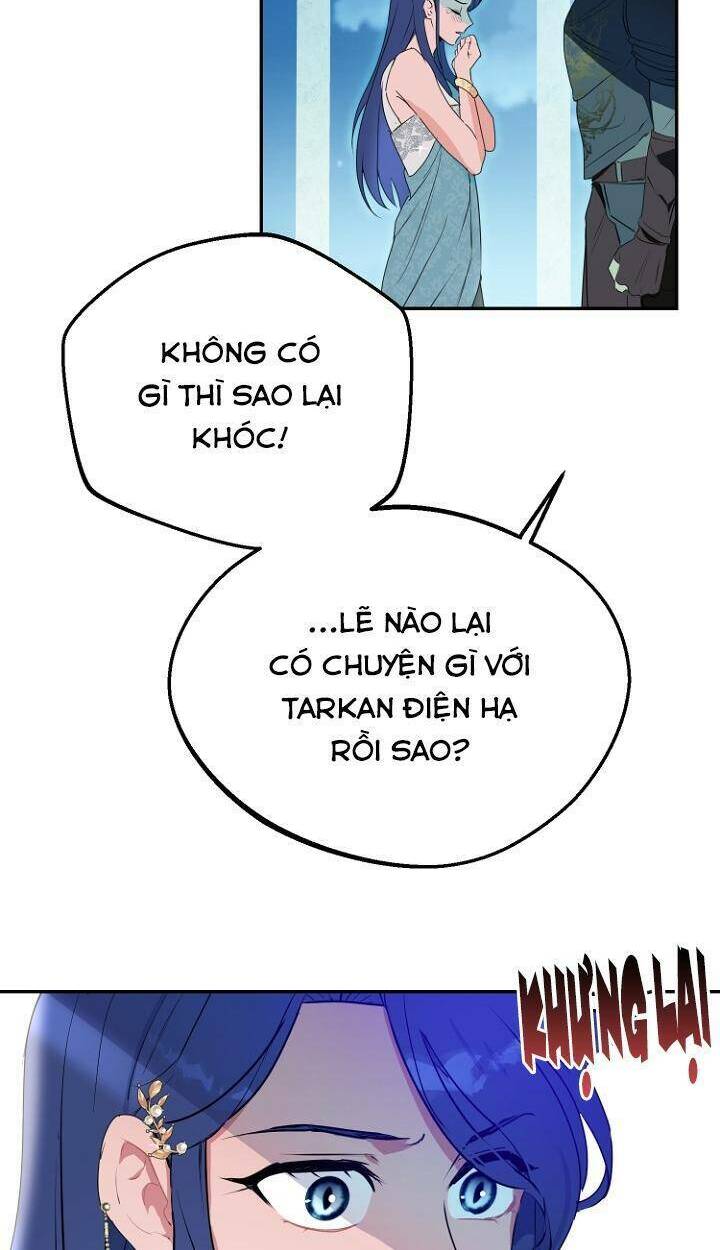 KHÔNG CÓ
GÌ THÌ SAO LẠI
KHÓC!
...LẼ NÀO LẠI
CÓ CHUYỆN GÌ VỚI
TARKAN ĐIỆN HẠ
RỒI SAO?
KHỰNG LẠI